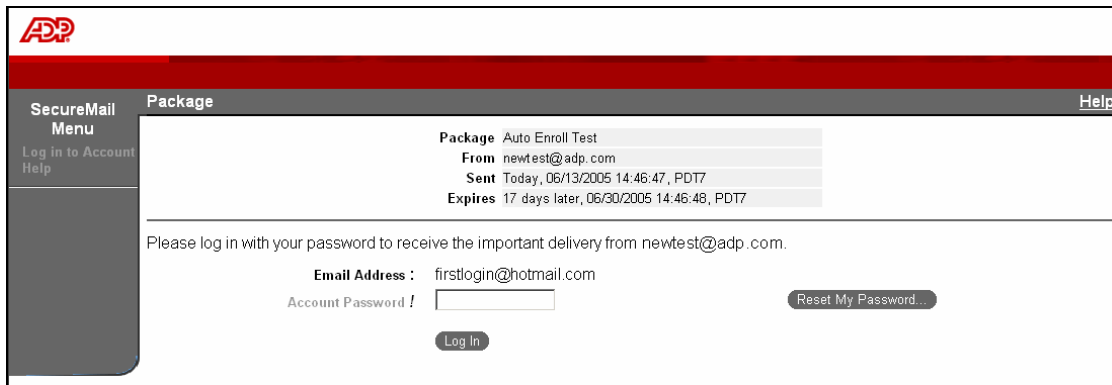 ADP
SecureMail
Menu
Log in to Account
Help
Package
Help
Package Auto Enroll Test
From newtest@adp.com
Sent Today, 06/13/2005 14:46:47, PDT7
Expires 17 days later, 06/30/2005 14:46:48, PDT7
Please log in with your password to receive the important delivery from newtest@adp.com.
Email Address : firstlogin@hotmail.com
Account Password ! Reset My Password...
Log In